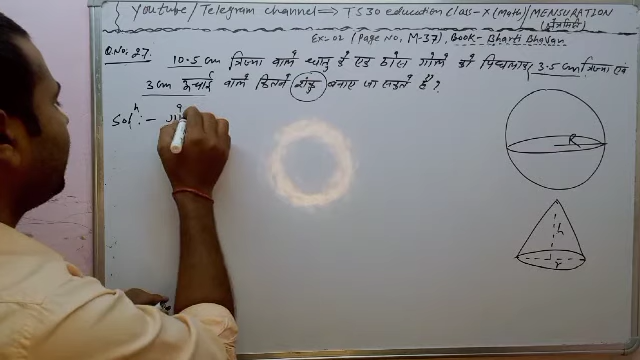 Youtube/Telegram channel => TS30 education Class-X (Math)/MENSURATION
(क्षेत्रमिति)
Ex:-02 (Page No. M-37), Book-Bharti Bhawan
Q.No. 27. 10.5 cm त्रिज्या वाले धातु के एक ठोस गोले को पिघलाकर 3.5 cm त्रिज्या एवं
3 cm ऊँचाई वाले कितने शंकु बनाए जा सकते हैं?
Solⁿ:-
R
h
r